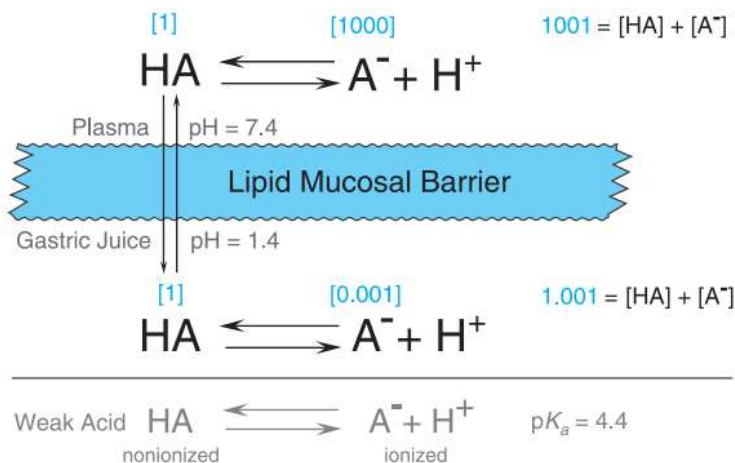 [1] [1000] 1001 = [HA] + [A⁻]
HA A⁻ + H⁺
Plasma pH = 7.4
Lipid Mucosal Barrier
Gastric Juice pH = 1.4
[1] [0.001] 1.001 = [HA] + [A⁻]
HA A⁻ + H⁺
Weak Acid HA A⁻ + H⁺ pKₐ = 4.4
nonionized ionized